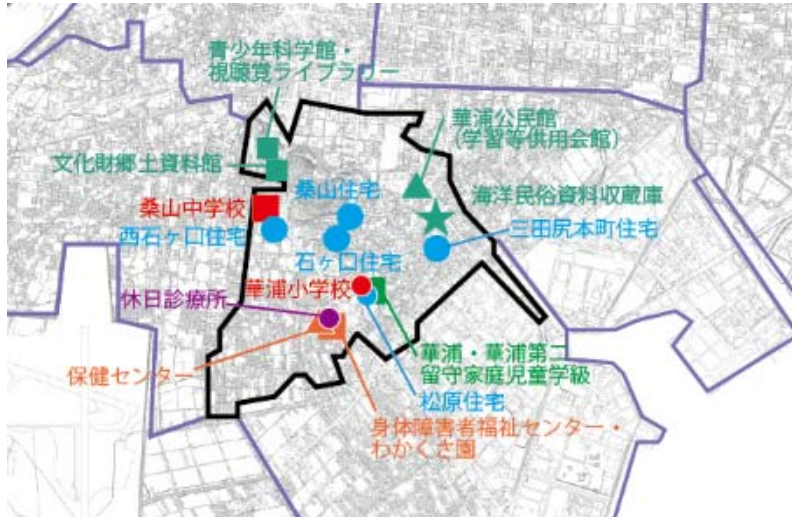 青少年科学館・
視聴覚ライブラリー
華浦公民館
(学習等供用会館)
文化財郷土資料館
桑山住宅
海洋民俗資料収蔵庫
桑山中学校
西石ヶ口住宅
三田尻本町住宅
石ヶ口住宅
華浦小学校
休日診療所
華浦・華浦第二
留守家庭児童学級
保健センター
松原住宅
身体障害者福祉センター・
わかくさ園